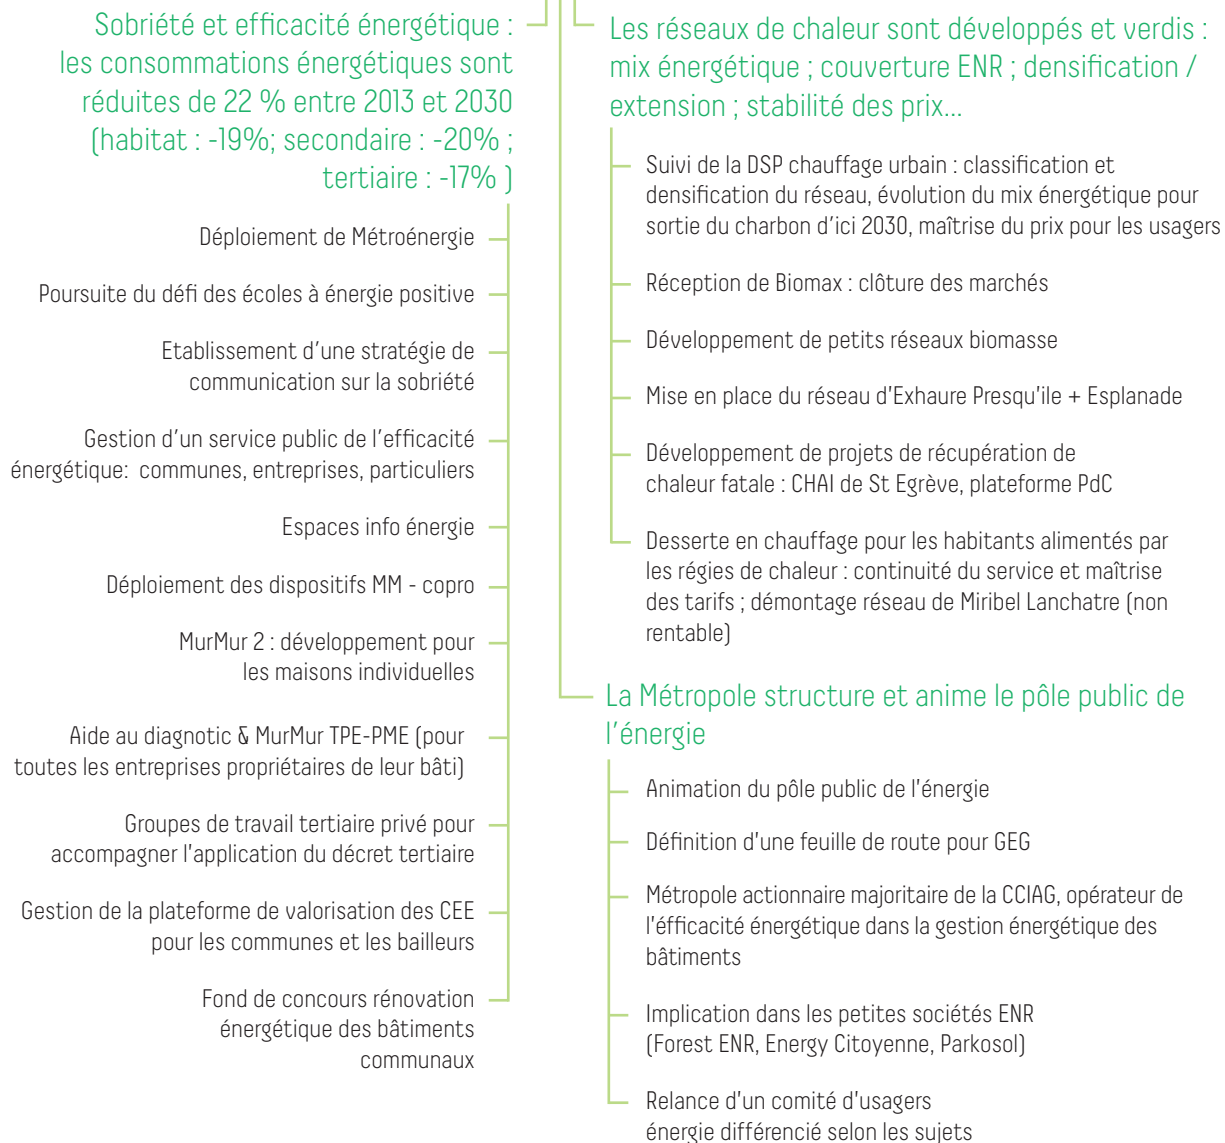 Sobriété et efficacité énergétique :
les consommations énergétiques sont
réduites de 22 % entre 2013 et 2030
(habitat : -19%; secondaire : -20% ;
tertiaire : -17% )
Déploiement de Métroénergie
Poursuite du défi des écoles à énergie positive
Etablissement d'une stratégie de
communication sur la sobriété
Gestion d'un service public de l'efficacité
énergétique: communes, entreprises, particuliers
Espaces info énergie
Déploiement des dispositifs MM - copro
MurMur 2 : développement pour
les maisons individuelles
Aide au diagnotic & MurMur TPE-PME (pour
toutes les entreprises propriétaires de leur bâti)
Groupes de travail tertiaire privé pour
accompagner l'application du décret tertiaire
Gestion de la plateforme de valorisation des CEE
pour les communes et les bailleurs
Fond de concours rénovation
énergétique des bâtiments
communaux
Les réseaux de chaleur sont développés et verdis :
mix énergétique ; couverture ENR ; densification /
extension ; stabilité des prix...
Suivi de la DSP chauffage urbain : classification et
densification du réseau, évolution du mix énergétique pour
sortie du charbon d'ici 2030, maîtrise du prix pour les usagers
Réception de Biomax : clôture des marchés
Développement de petits réseaux biomasse
Mise en place du réseau d'Exhaure Presqu'ile + Esplanade
Développement de projets de récupération de
chaleur fatale : CHAI de St Egrève, plateforme PdC
Desserte en chauffage pour les habitants alimentés par
les régies de chaleur : continuité du service et maîtrise
des tarifs ; démontage réseau de Miribel Lanchatre (non
rentable)
La Métropole structure et anime le pôle public de
l'énergie
Animation du pôle public de l'énergie
Définition d'une feuille de route pour GEG
Métropole actionnaire majoritaire de la CCIAG, opérateur de
l'éfficacité énergétique dans la gestion énergétique des
bâtiments
Implication dans les petites sociétés ENR
(Forest ENR, Energy Citoyenne, Parkosol)
Relance d'un comité d'usagers
énergie différencié selon les sujets